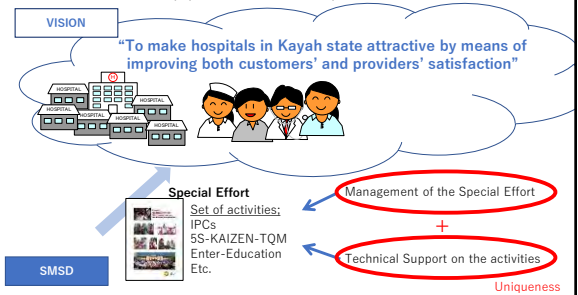 VISION
“To make hospitals in Kayah state attractive by means of
improving both customers’ and providers’ satisfaction”
H
HOSPITAL
HOSPITAL
HOSPITAL
HOSPITAL
HOSPITAL
Special Effort
Set of activities;
IPCs
5S-KAIZEN-TQM
Enter-Education
Etc.
Management of the Special Effort
+
Technical Support on the activities
SMSD
Uniqueness